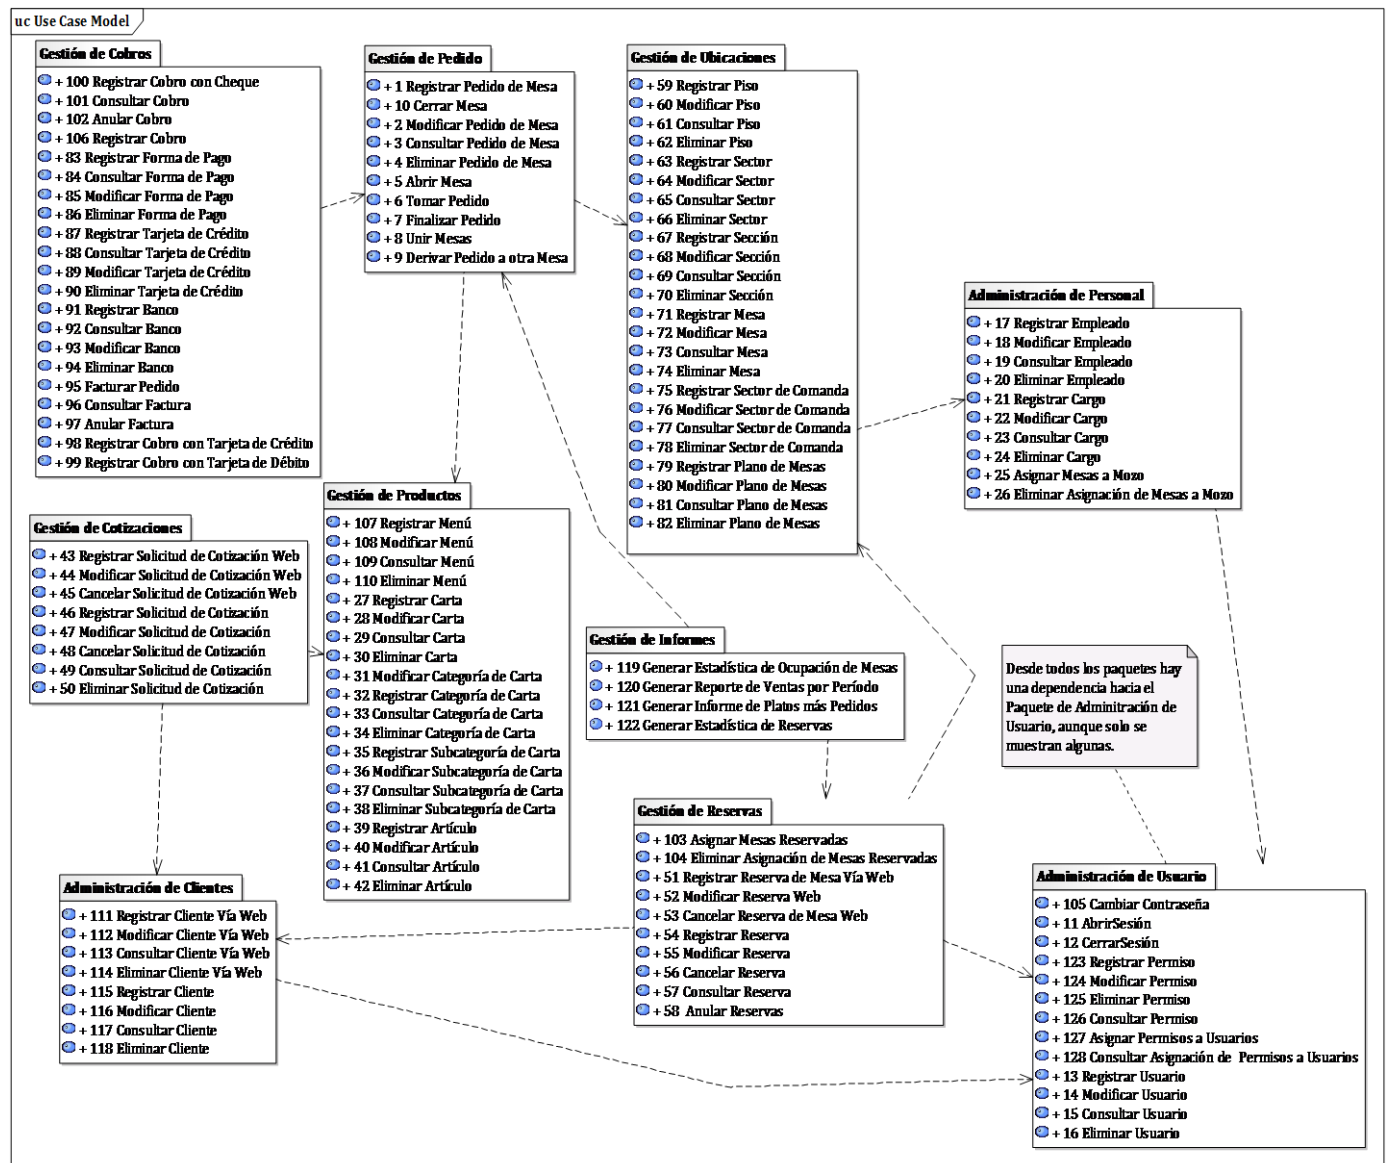 uc Use Case Model
Gestión de Cobros
+ 100 Registrar Cobro con Cheque
+ 101 Consultar Cobro
+ 102 Anular Cobro
+ 106 Registrar Cobro
+ 83 Registrar Forma de Pago
+ 84 Consultar Forma de Pago
+ 85 Modificar Forma de Pago
+ 86 Eliminar Forma de Pago
+ 87 Registrar Tarjeta de Crédito
+ 88 Consultar Tarjeta de Crédito
+ 89 Modificar Tarjeta de Crédito
+ 90 Eliminar Tarjeta de Crédito
+ 91 Registrar Banco
+ 92 Consultar Banco
+ 93 Modificar Banco
+ 94 Eliminar Banco
+ 95 Facturar Pedido
+ 96 Consultar Factura
+ 97 Anular Factura
+ 98 Registrar Cobro con Tarjeta de Crédito
+ 99 Registrar Cobro con Tarjeta de Débito
Gestión de Pedido
+ 1 Registrar Pedido de Mesa
+ 10 Cerrar Mesa
+ 2 Modificar Pedido de Mesa
+ 3 Consultar Pedido de Mesa
+ 4 Eliminar Pedido de Mesa
+ 5 Abrir Mesa
+ 6 Tomar Pedido
+ 7 Finalizar Pedido
+ 8 Unir Mesas
+ 9 Derivar Pedido a otra Mesa
Gestión de Ubicaciones
+ 59 Registrar Piso
+ 60 Modificar Piso
+ 61 Consultar Piso
+ 62 Eliminar Piso
+ 63 Registrar Sector
+ 64 Modificar Sector
+ 65 Consultar Sector
+ 66 Eliminar Sector
+ 67 Registrar Sección
+ 68 Modificar Sección
+ 69 Consultar Sección
+ 70 Eliminar Sección
+ 71 Registrar Mesa
+ 72 Modificar Mesa
+ 73 Consultar Mesa
+ 74 Eliminar Mesa
+ 75 Registrar Sector de Comanda
+ 76 Modificar Sector de Comanda
+ 77 Consultar Sector de Comanda
+ 78 Eliminar Sector de Comanda
+ 79 Registrar Plano de Mesas
+ 80 Modificar Plano de Mesas
+ 81 Consultar Plano de Mesas
+ 82 Eliminar Plano de Mesas
Administración de Personal
+ 17 Registrar Empleado
+ 18 Modificar Empleado
+ 19 Consultar Empleado
+ 20 Eliminar Empleado
+ 21 Registrar Cargo
+ 22 Modificar Cargo
+ 23 Consultar Cargo
+ 24 Eliminar Cargo
+ 25 Asignar Mesas a Mozo
+ 26 Eliminar Asignación de Mesas a Mozo
Gestión de Cotizaciones
+ 43 Registrar Solicitud de Cotización Web
+ 44 Modificar Solicitud de Cotización Web
+ 45 Cancelar Solicitud de Cotización Web
+ 46 Registrar Solicitud de Cotización
+ 47 Modificar Solicitud de Cotización
+ 48 Cancelar Solicitud de Cotización
+ 49 Consultar Solicitud de Cotización
+ 50 Eliminar Solicitud de Cotización
Gestión de Productos
+ 107 Registrar Menú
+ 108 Modificar Menú
+ 109 Consultar Menú
+ 110 Eliminar Menú
+ 27 Registrar Carta
+ 28 Modificar Carta
+ 29 Consultar Carta
+ 30 Eliminar Carta
+ 31 Modificar Categoría de Carta
+ 32 Registrar Categoría de Carta
+ 33 Consultar Categoría de Carta
+ 34 Eliminar Categoría de Carta
+ 35 Registrar Subcategoría de Carta
+ 36 Modificar Subcategoría de Carta
+ 37 Consultar Subcategoría de Carta
+ 38 Eliminar Subcategoría de Carta
+ 39 Registrar Artículo
+ 40 Modificar Artículo
+ 41 Consultar Artículo
+ 42 Eliminar Artículo
Gestión de Informes
+ 119 Generar Estadística de Ocupación de Mesas
+ 120 Generar Reporte de Ventas por Período
+ 121 Generar Informe de Platos más Pedidos
+ 122 Generar Estadística de Reservas
Desde todos los paquetes hay
una dependencia hacia el
Paquete de Adminitración de
Usuario, aunque solo se
muestran algunas.
Gestión de Reservas
+ 103 Asignar Mesas Reservadas
+ 104 Eliminar Asignación de Mesas Reservadas
+ 51 Registrar Reserva de Mesa Vía Web
+ 52 Modificar Reserva Web
+ 53 Cancelar Reserva de Mesa Web
+ 54 Registrar Reserva
+ 55 Modificar Reserva
+ 56 Cancelar Reserva
+ 57 Consultar Reserva
+ 58 Anular Reservas
Administración de Clientes
+ 111 Registrar Cliente Vía Web
+ 112 Modificar Cliente Vía Web
+ 113 Consultar Cliente Vía Web
+ 114 Eliminar Cliente Vía Web
+ 115 Registrar Cliente
+ 116 Modificar Cliente
+ 117 Consultar Cliente
+ 118 Eliminar Cliente
Administración de Usuario
+ 105 Cambiar Contraseña
+ 11 AbrirSesión
+ 12 CerrarSesión
+ 123 Registrar Permiso
+ 124 Modificar Permiso
+ 125 Eliminar Permiso
+ 126 Consultar Permiso
+ 127 Asignar Permisos a Usuarios
+ 128 Consultar Asignación de Permisos a Usuarios
+ 13 Registrar Usuario
+ 14 Modificar Usuario
+ 15 Consultar Usuario
+ 16 Eliminar Usuario